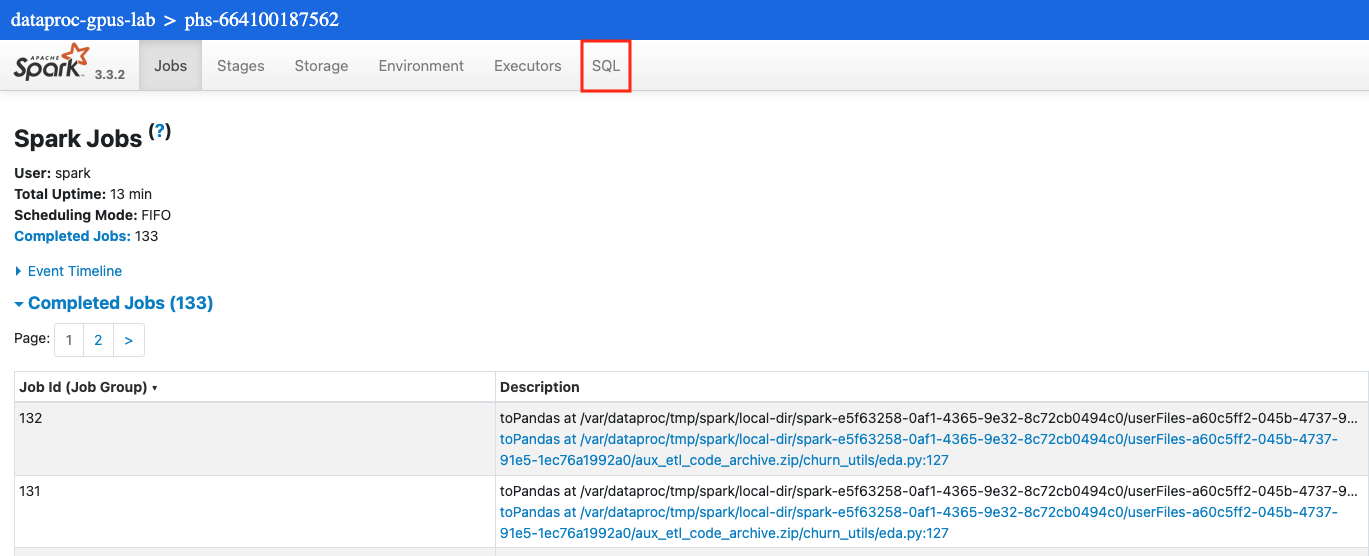 dataproc-gpus-lab > phs-664100187562
APACHE Spark 3.3.2 Jobs Stages Storage Environment Executors SQL
Spark Jobs (?)
User: spark
Total Uptime: 13 min
Scheduling Mode: FIFO
Completed Jobs: 133
Event Timeline
Completed Jobs (133)
Page: 1 2 >
Job Id (Job Group) ▾ Description
132 toPandas at /var/dataproc/tmp/spark/local-dir/spark-e5f63258-0af1-4365-9e32-8c72cb0494c0/userFiles-a60c5ff2-045b-4737-9...
toPandas at /var/dataproc/tmp/spark/local-dir/spark-e5f63258-0af1-4365-9e32-8c72cb0494c0/userFiles-a60c5ff2-045b-4737-
91e5-1ec76a1992a0/aux_etl_code_archive.zip/churn_utils/eda.py:127
131 toPandas at /var/dataproc/tmp/spark/local-dir/spark-e5f63258-0af1-4365-9e32-8c72cb0494c0/userFiles-a60c5ff2-045b-4737-9...
toPandas at /var/dataproc/tmp/spark/local-dir/spark-e5f63258-0af1-4365-9e32-8c72cb0494c0/userFiles-a60c5ff2-045b-4737-
91e5-1ec76a1992a0/aux_etl_code_archive.zip/churn_utils/eda.py:127